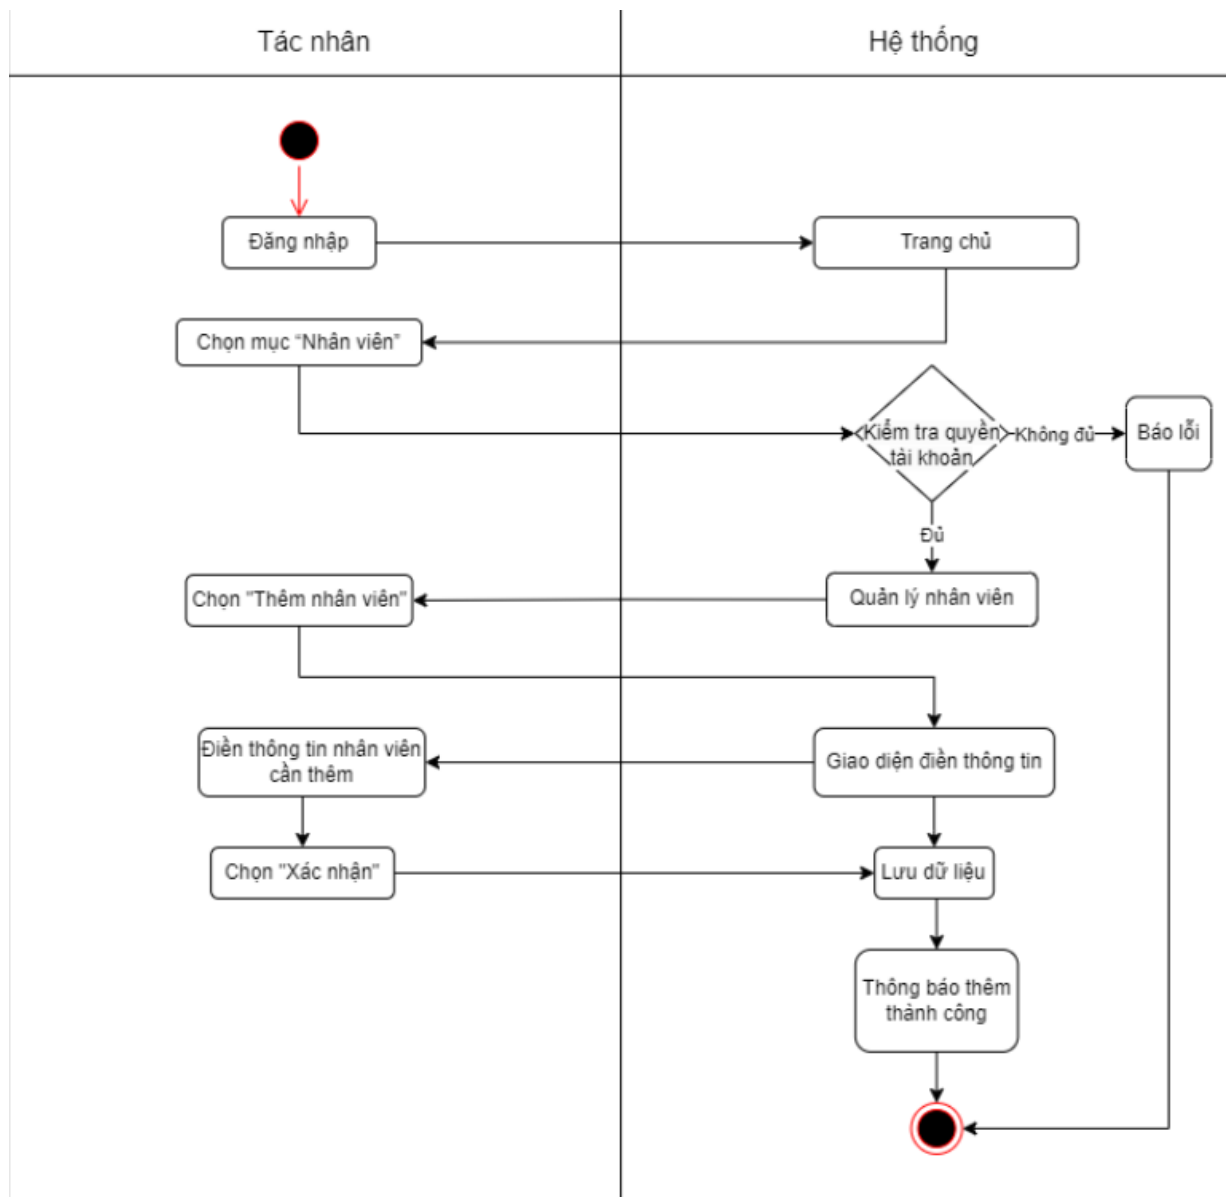 Tác nhân
Hệ thống
Đăng nhập
Trang chủ
Chọn mục “Nhân viên”
Kiểm tra quyền
tài khoản
Không đủ
Báo lỗi
Đủ
Chọn "Thêm nhân viên"
Quản lý nhân viên
Điền thông tin nhân viên
cần thêm
Giao diện điền thông tin
Chọn "Xác nhận"
Lưu dữ liệu
Thông báo thêm
thành công